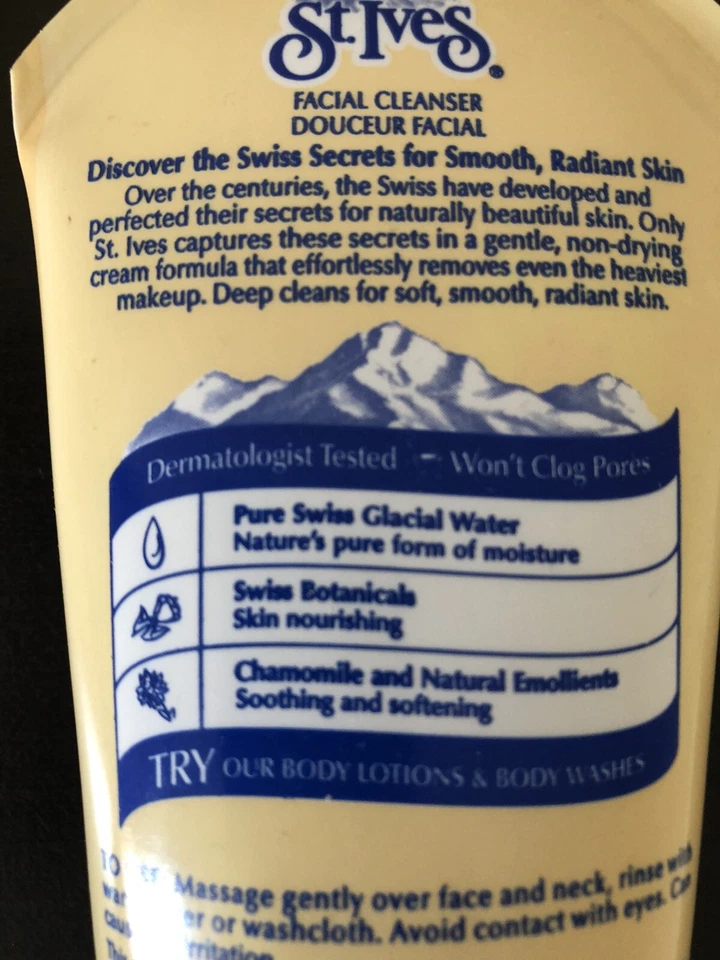 St. Ives®
FACIAL CLEANSER
DOUCEUR FACIAL
Discover the Swiss Secrets for Smooth, Radiant Skin
Over the centuries, the Swiss have developed and
perfected their secrets for naturally beautiful skin. Only
St. Ives captures these secrets in a gentle, non-drying
cream formula that effortlessly removes even the heaviest
makeup. Deep cleans for soft, smooth, radiant skin.
Dermatologist Tested – Won't Clog Pores
Pure Swiss Glacial Water
Nature's pure form of moisture
Swiss Botanicals
Skin nourishing
Chamomile and Natural Emollients
Soothing and softening
TRY OUR BODY LOTIONS & BODY WASHES
TO Massage gently over face and neck, rinse with
or washcloth. Avoid contact with eyes. Can